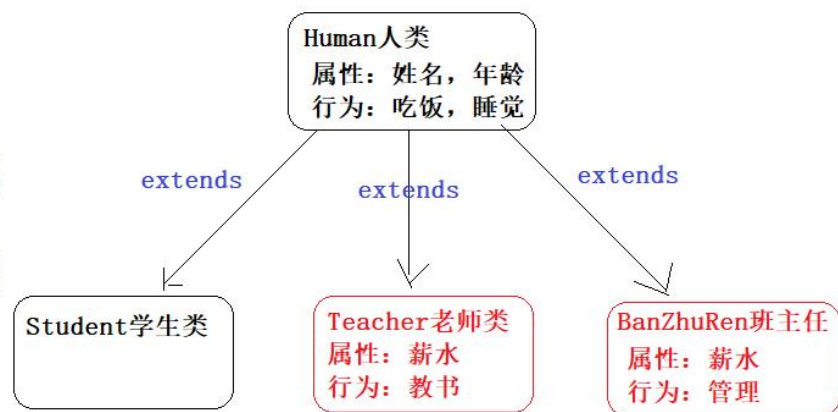 Human人类
属性：姓名，年龄
行为：吃饭，睡觉
extends
extends
extends
Student学生类
Teacher老师类
属性：薪水
行为：教书
BanZhuRen班主任
属性：薪水
行为：管理